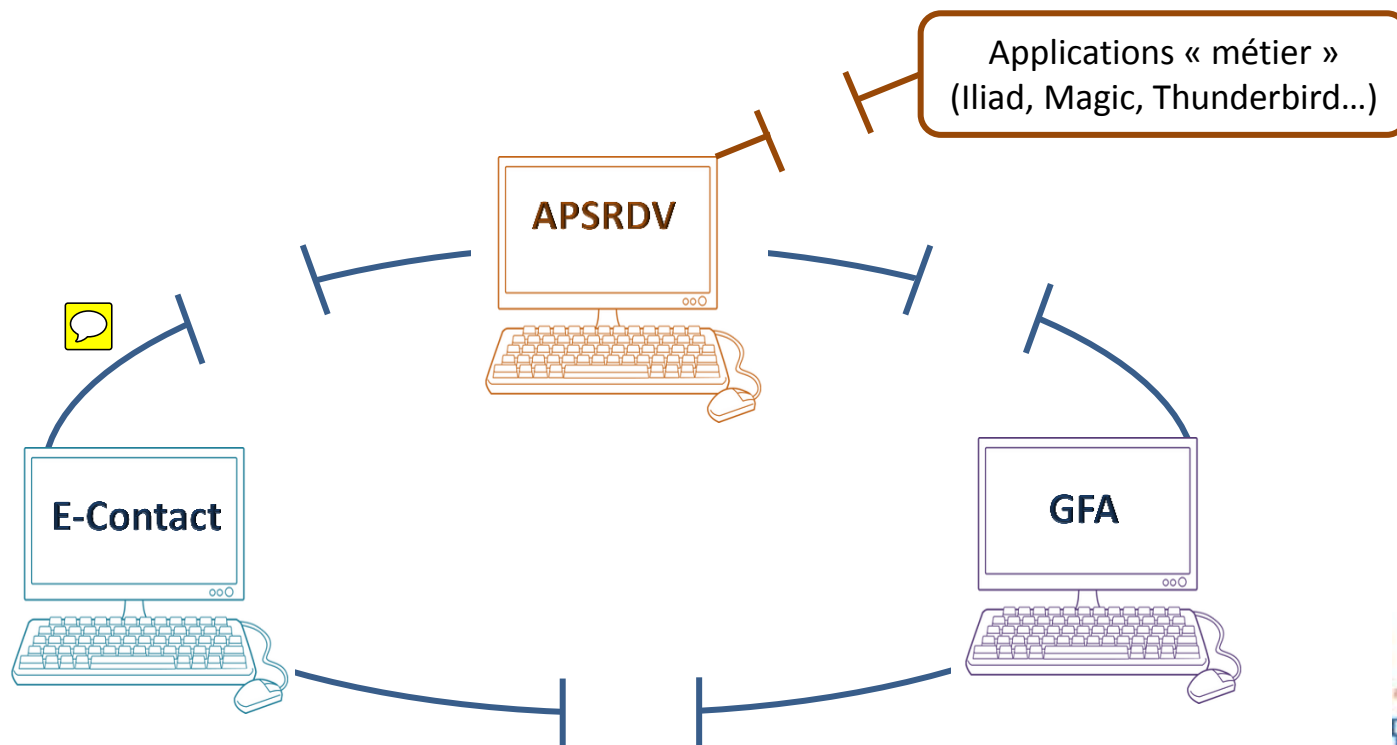 Applications « métier »
(Iliad, Magic, Thunderbird…)
APSRDV
E-Contact
GFA